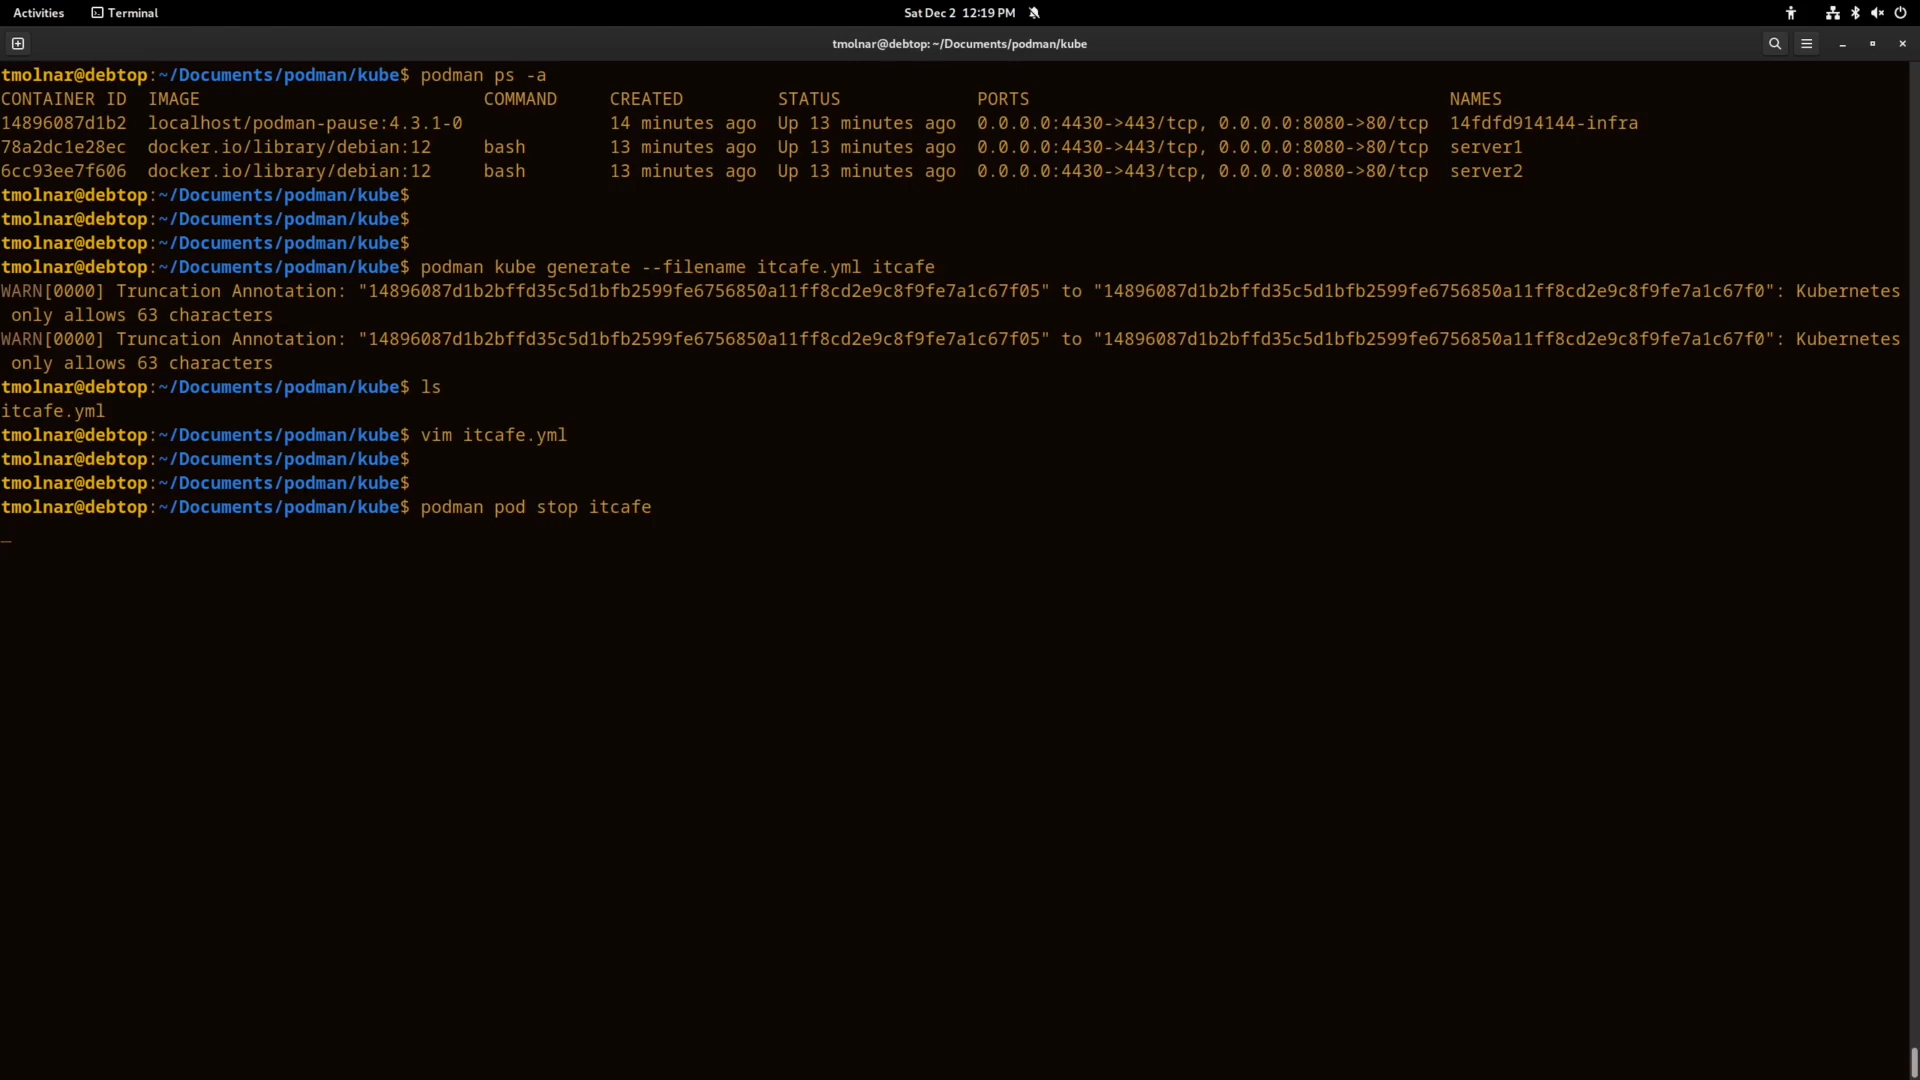 Activities Terminal Sat Dec 2 12:19 PM
tmolnar@debtop: ~/Documents/podman/kube
tmolnar@debtop:~/Documents/podman/kube$ podman ps -a
CONTAINER ID IMAGE COMMAND CREATED STATUS PORTS NAMES
14896087d1b2 localhost/podman-pause:4.3.1-0 14 minutes ago Up 13 minutes ago 0.0.0.0:4430->443/tcp, 0.0.0.0:8080->80/tcp 14fdfd914144-infra
78a2dc1e28ec docker.io/library/debian:12 bash 13 minutes ago Up 13 minutes ago 0.0.0.0:4430->443/tcp, 0.0.0.0:8080->80/tcp server1
6cc93ee7f606 docker.io/library/debian:12 bash 13 minutes ago Up 13 minutes ago 0.0.0.0:4430->443/tcp, 0.0.0.0:8080->80/tcp server2
tmolnar@debtop:~/Documents/podman/kube$
tmolnar@debtop:~/Documents/podman/kube$
tmolnar@debtop:~/Documents/podman/kube$
tmolnar@debtop:~/Documents/podman/kube$ podman kube generate --filename itcafe.yml itcafe
WARN[0000] Truncation Annotation: "14896087d1b2bffd35c5d1bfb2599fe6756850a11ff8cd2e9c8f9fe7a1c67f05" to "14896087d1b2bffd35c5d1bfb2599fe6756850a11ff8cd2e9c8f9fe7a1c67f0": Kubernetes
only allows 63 characters
WARN[0000] Truncation Annotation: "14896087d1b2bffd35c5d1bfb2599fe6756850a11ff8cd2e9c8f9fe7a1c67f05" to "14896087d1b2bffd35c5d1bfb2599fe6756850a11ff8cd2e9c8f9fe7a1c67f0": Kubernetes
only allows 63 characters
tmolnar@debtop:~/Documents/podman/kube$ ls
itcafe.yml
tmolnar@debtop:~/Documents/podman/kube$ vim itcafe.yml
tmolnar@debtop:~/Documents/podman/kube$
tmolnar@debtop:~/Documents/podman/kube$
tmolnar@debtop:~/Documents/podman/kube$ podman pod stop itcafe